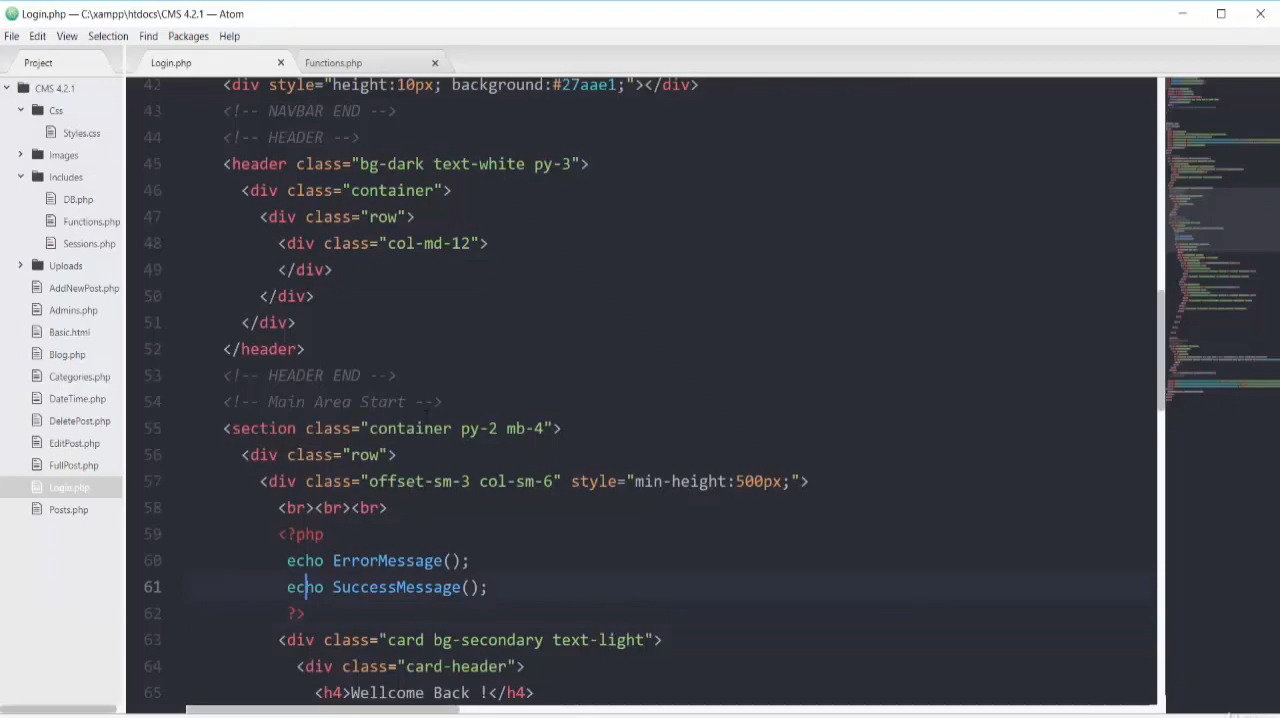 Login.php — C:\xampp\htdocs\CMS 4.2.1 — Atom
File Edit View Selection Find Packages Help
Project
Login.php
Functions.php
CMS 4.2.1
Css
Styles.css
Images
Includes
DB.php
Functions.php
Sessions.php
Uploads
AddNewPost.php
Admins.php
Basic.html
Blog.php
Categories.php
DateTime.php
DeletePost.php
EditPost.php
FullPost.php
Login.php
Posts.php
42 <div style="height:10px; background:#27aae1;"></div>
43 <!-- NAVBAR END -->
44 <!-- HEADER -->
45 <header class="bg-dark text-white py-3">
46 <div class="container">
47 <div class="row">
48 <div class="col-md-12">
49 </div>
50 </div>
51 </div>
52 </header>
53 <!-- HEADER END -->
54 <!-- Main Area Start -->
55 <section class="container py-2 mb-4">
56 <div class="row">
57 <div class="offset-sm-3 col-sm-6" style="min-height:500px;">
58 <br><br><br>
59 <?php
60 echo ErrorMessage();
61 echo SuccessMessage();
62 ?>
63 <div class="card bg-secondary text-light">
64 <div class="card-header">
65 <h4>Wellcome Back !</h4>